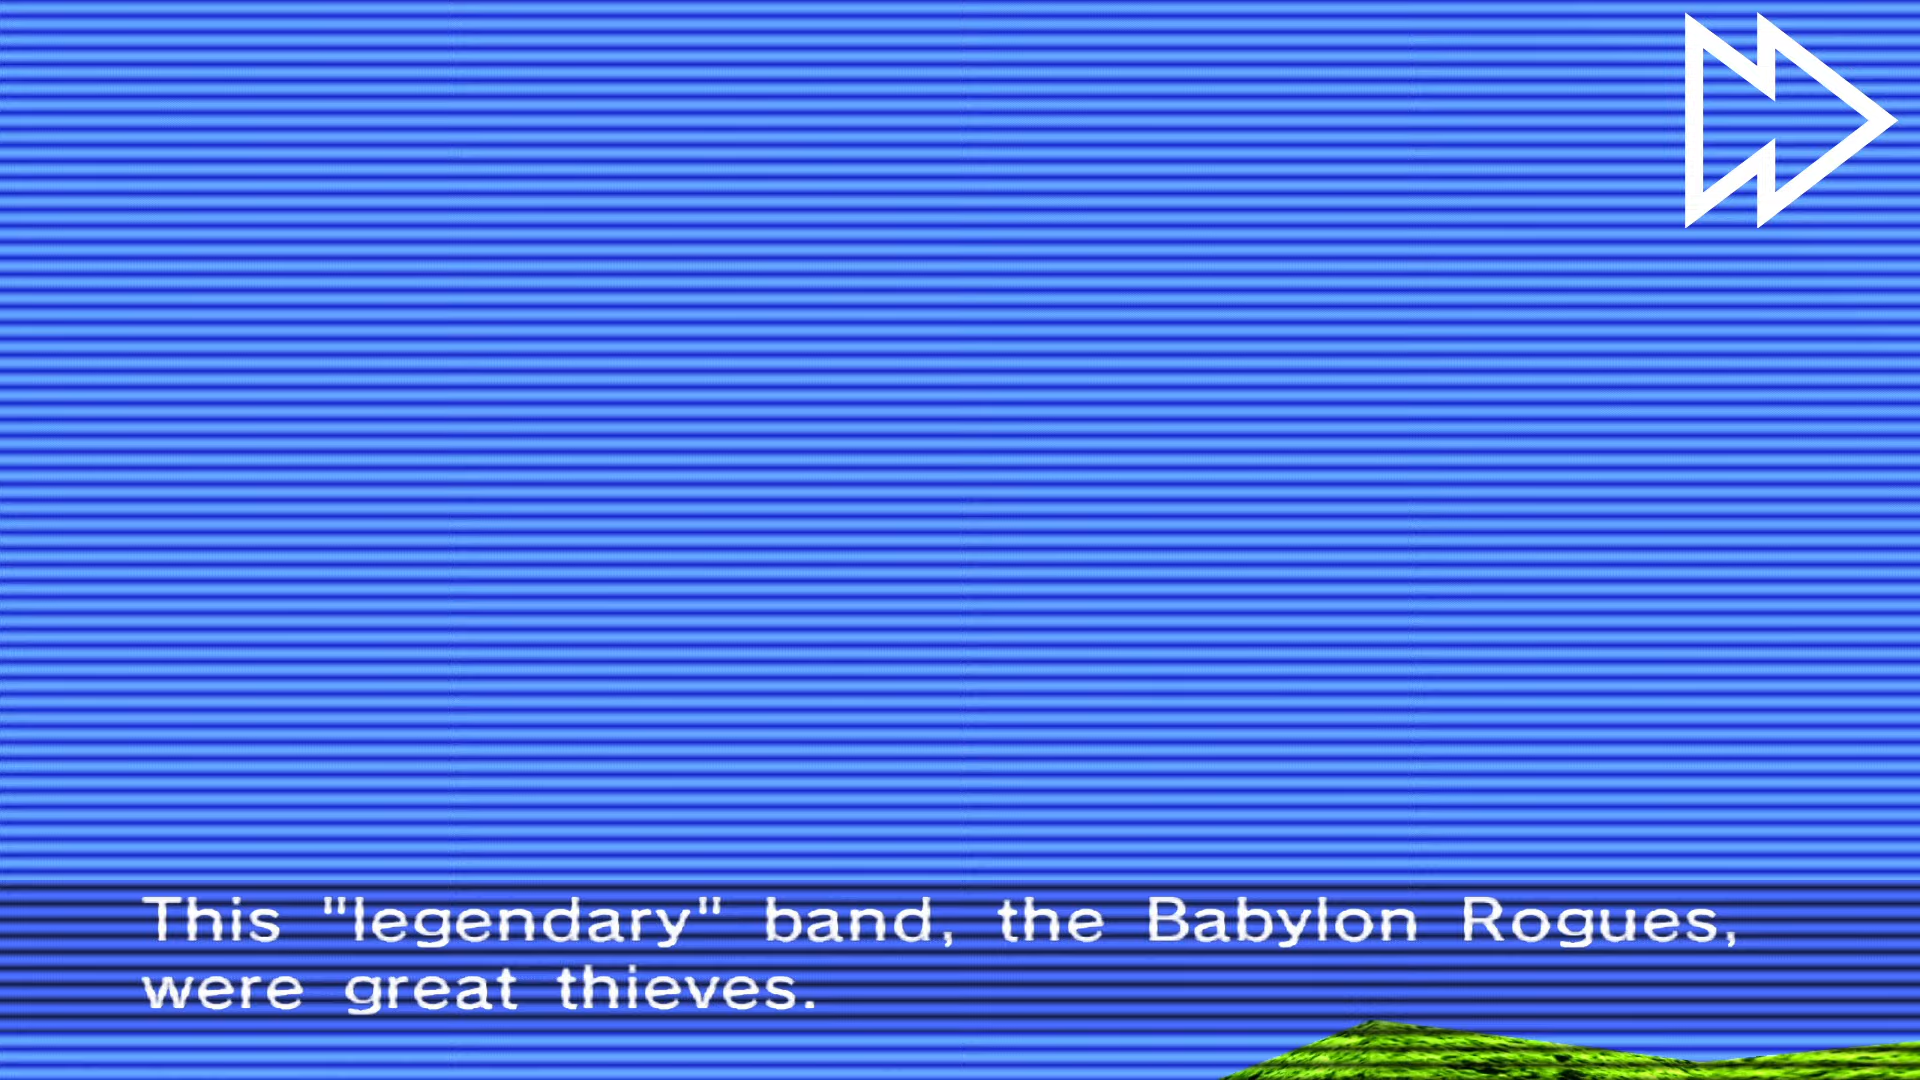 This "legendary" band, the Babylon Rogues,
were great thieves.